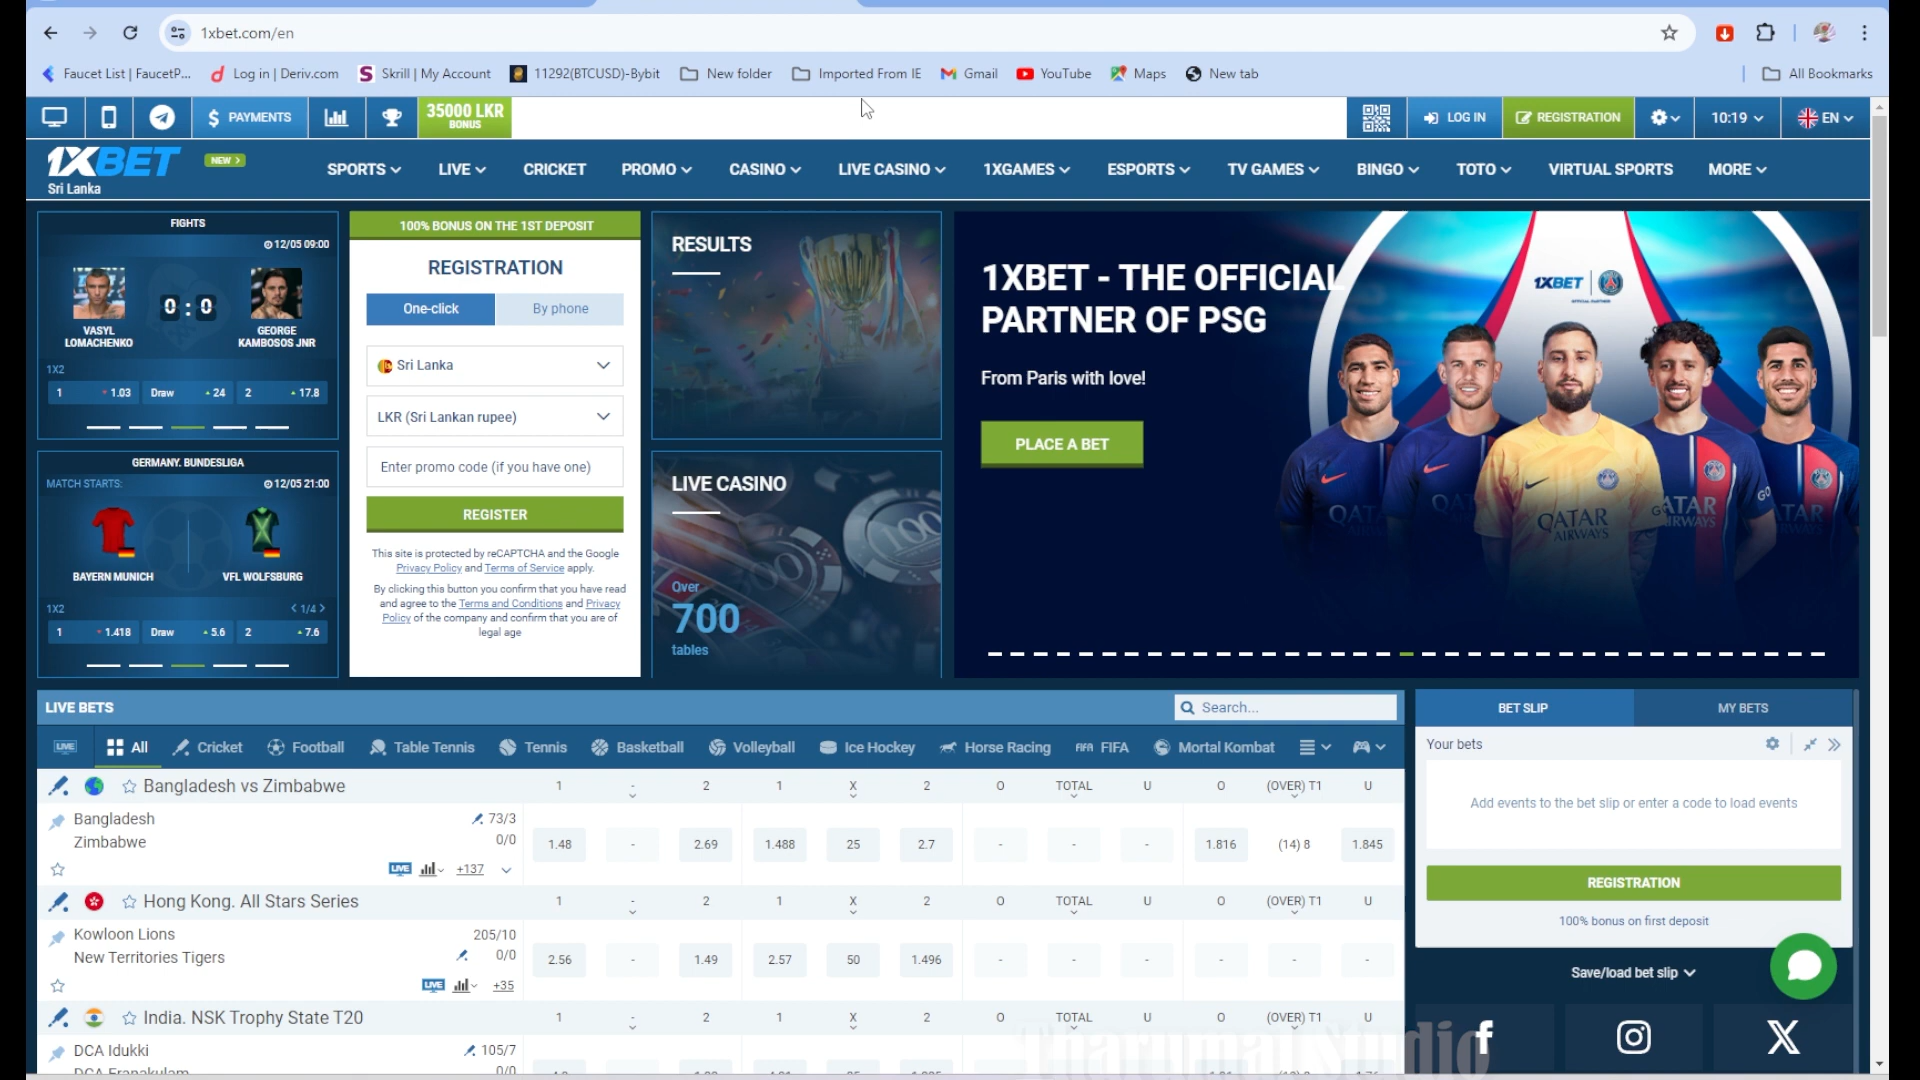 1xbet.com/en
Faucet List | FaucetP...
Log in | Deriv.com
Skrill | My Account
11292(BTCUSD)-Bybit
New folder
Imported From IE
Gmail
YouTube
Maps
New tab
All Bookmarks
$ PAYMENTS
35000 LKR
BONUS
LOG IN
REGISTRATION
10:19
EN
1XBET
Sri Lanka
NEW >
SPORTS
LIVE
CRICKET
PROMO
CASINO
LIVE CASINO
1XGAMES
ESPORTS
TV GAMES
BINGO
TOTO
VIRTUAL SPORTS
MORE
FIGHTS
12/05 09:00
0 : 0
VASYL
LOMACHENKO
GEORGE
KAMBOSOS JNR
1X2
1 1.03 Draw 24 2 17.8
GERMANY. BUNDESLIGA
MATCH STARTS:
12/05 21:00
BAYERN MUNICH
VFL WOLFSBURG
1X2
< 1/4 >
1 1.418 Draw 5.6 2 7.6
100% BONUS ON THE 1ST DEPOSIT
REGISTRATION
One-click
By phone
Sri Lanka
LKR (Sri Lankan rupee)
Enter promo code (if you have one)
REGISTER
This site is protected by reCAPTCHA and the Google
Privacy Policy and Terms of Service apply.
By clicking this button you confirm that you have read
and agree to the Terms and Conditions and Privacy
Policy of the company and confirm that you are of
legal age
RESULTS
LIVE CASINO
Over
700
tables
1XBET - THE OFFICIAL
PARTNER OF PSG
From Paris with love!
PLACE A BET
1XBET
QATAR
AIRWAYS
LIVE BETS
Search...
LIVE
All
Cricket
Football
Table Tennis
Tennis
Basketball
Volleyball
Ice Hockey
Horse Racing
FIFA FIFA
Mortal Kombat
Bangladesh vs Zimbabwe 1 - 2 1 X 2 O TOTAL U O (OVER) T1 U
Bangladesh 73/3
Zimbabwe 0/0
1.48 - 2.69 1.488 25 2.7 - - - 1.816 (14) 8 1.845
LIVE +137
Hong Kong. All Stars Series 1 - 2 1 X 2 O TOTAL U O (OVER) T1 U
Kowloon Lions 205/10
New Territories Tigers 0/0
2.56 - 1.49 2.57 50 1.496 - - - - - -
LIVE +35
India. NSK Trophy State T20 1 - 2 1 X 2 O TOTAL U O (OVER) T1 U
DCA Idukki 105/7
BET SLIP
MY BETS
Your bets
Add events to the bet slip or enter a code to load events
REGISTRATION
100% bonus on first deposit
Save/load bet slip